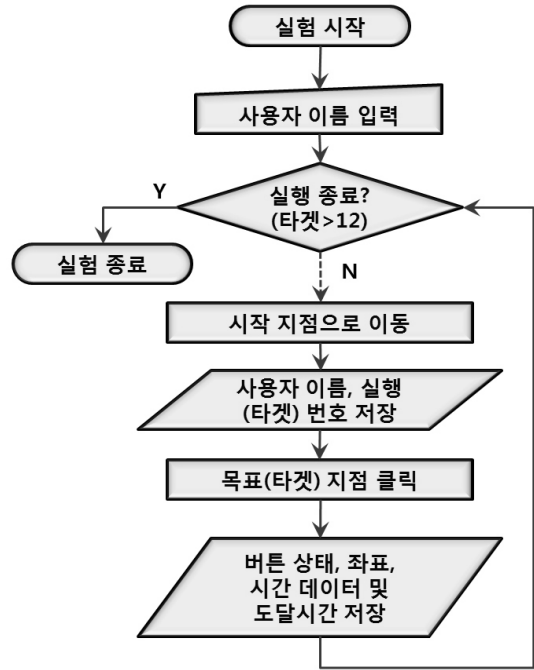 실험 시작
사용자 이름 입력
Y
실행 종료?
(타겟>12)
실험 종료
N
시작 지점으로 이동
사용자 이름, 실행
(타겟) 번호 저장
목표(타겟) 지점 클릭
버튼 상태, 좌표,
시간 데이터 및
도달시간 저장